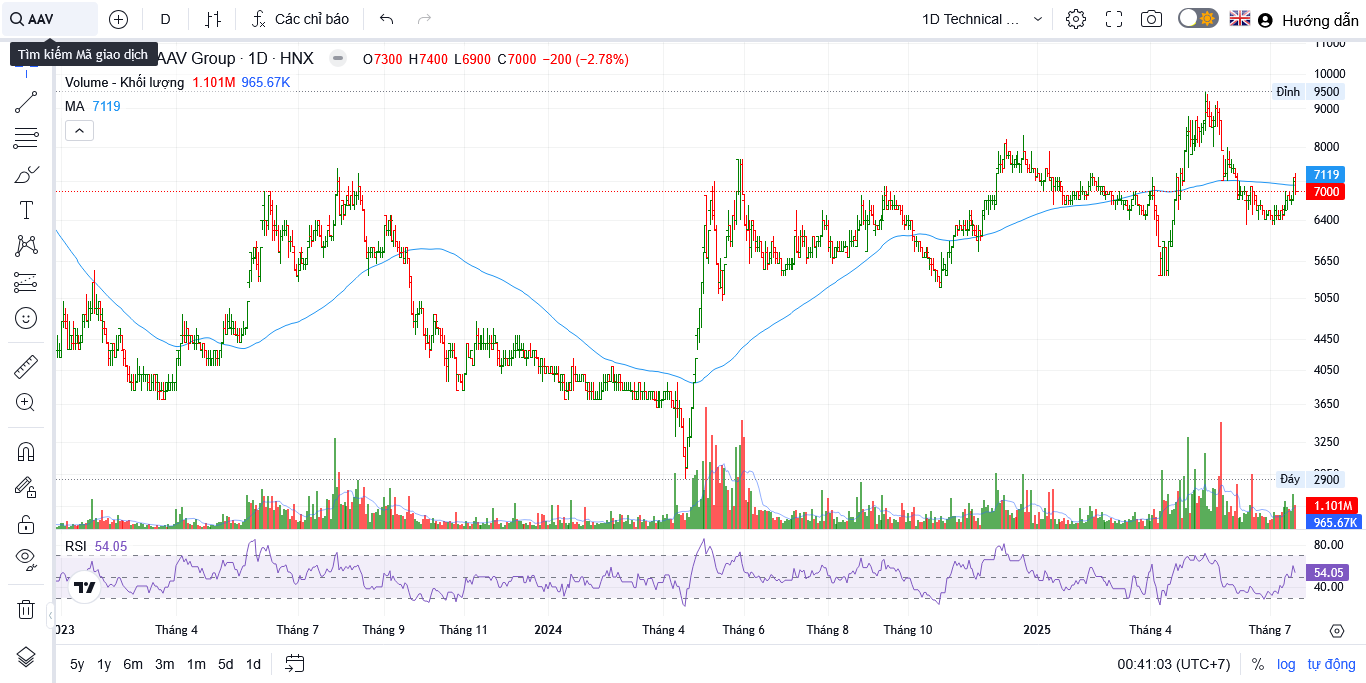 AAV
D
Các chỉ báo
1D Technical ...
Hướng dẫn
Tìm kiếm Mã giao dịch
AAV Group · 1D · HNX
O7300 H7400 L6900 C7000 −200 (−2.78%)
Volume - Khối lượng 1.101M 965.67K
MA 7119
11000
10000
Đỉnh 9500
9000
8000
7119
7000
6400
5650
5050
4450
4050
3650
3250
Đáy 2900
1.101M
965.67K
RSI 54.05
80.00
54.05
40.00
023 Tháng 4 Tháng 7 Tháng 9 Tháng 11 2024 Tháng 4 Tháng 6 Tháng 8 Tháng 10 2025 Tháng 4 Tháng 7
5y 1y 6m 3m 1m 5d 1d
00:41:03 (UTC+7) % log tự động